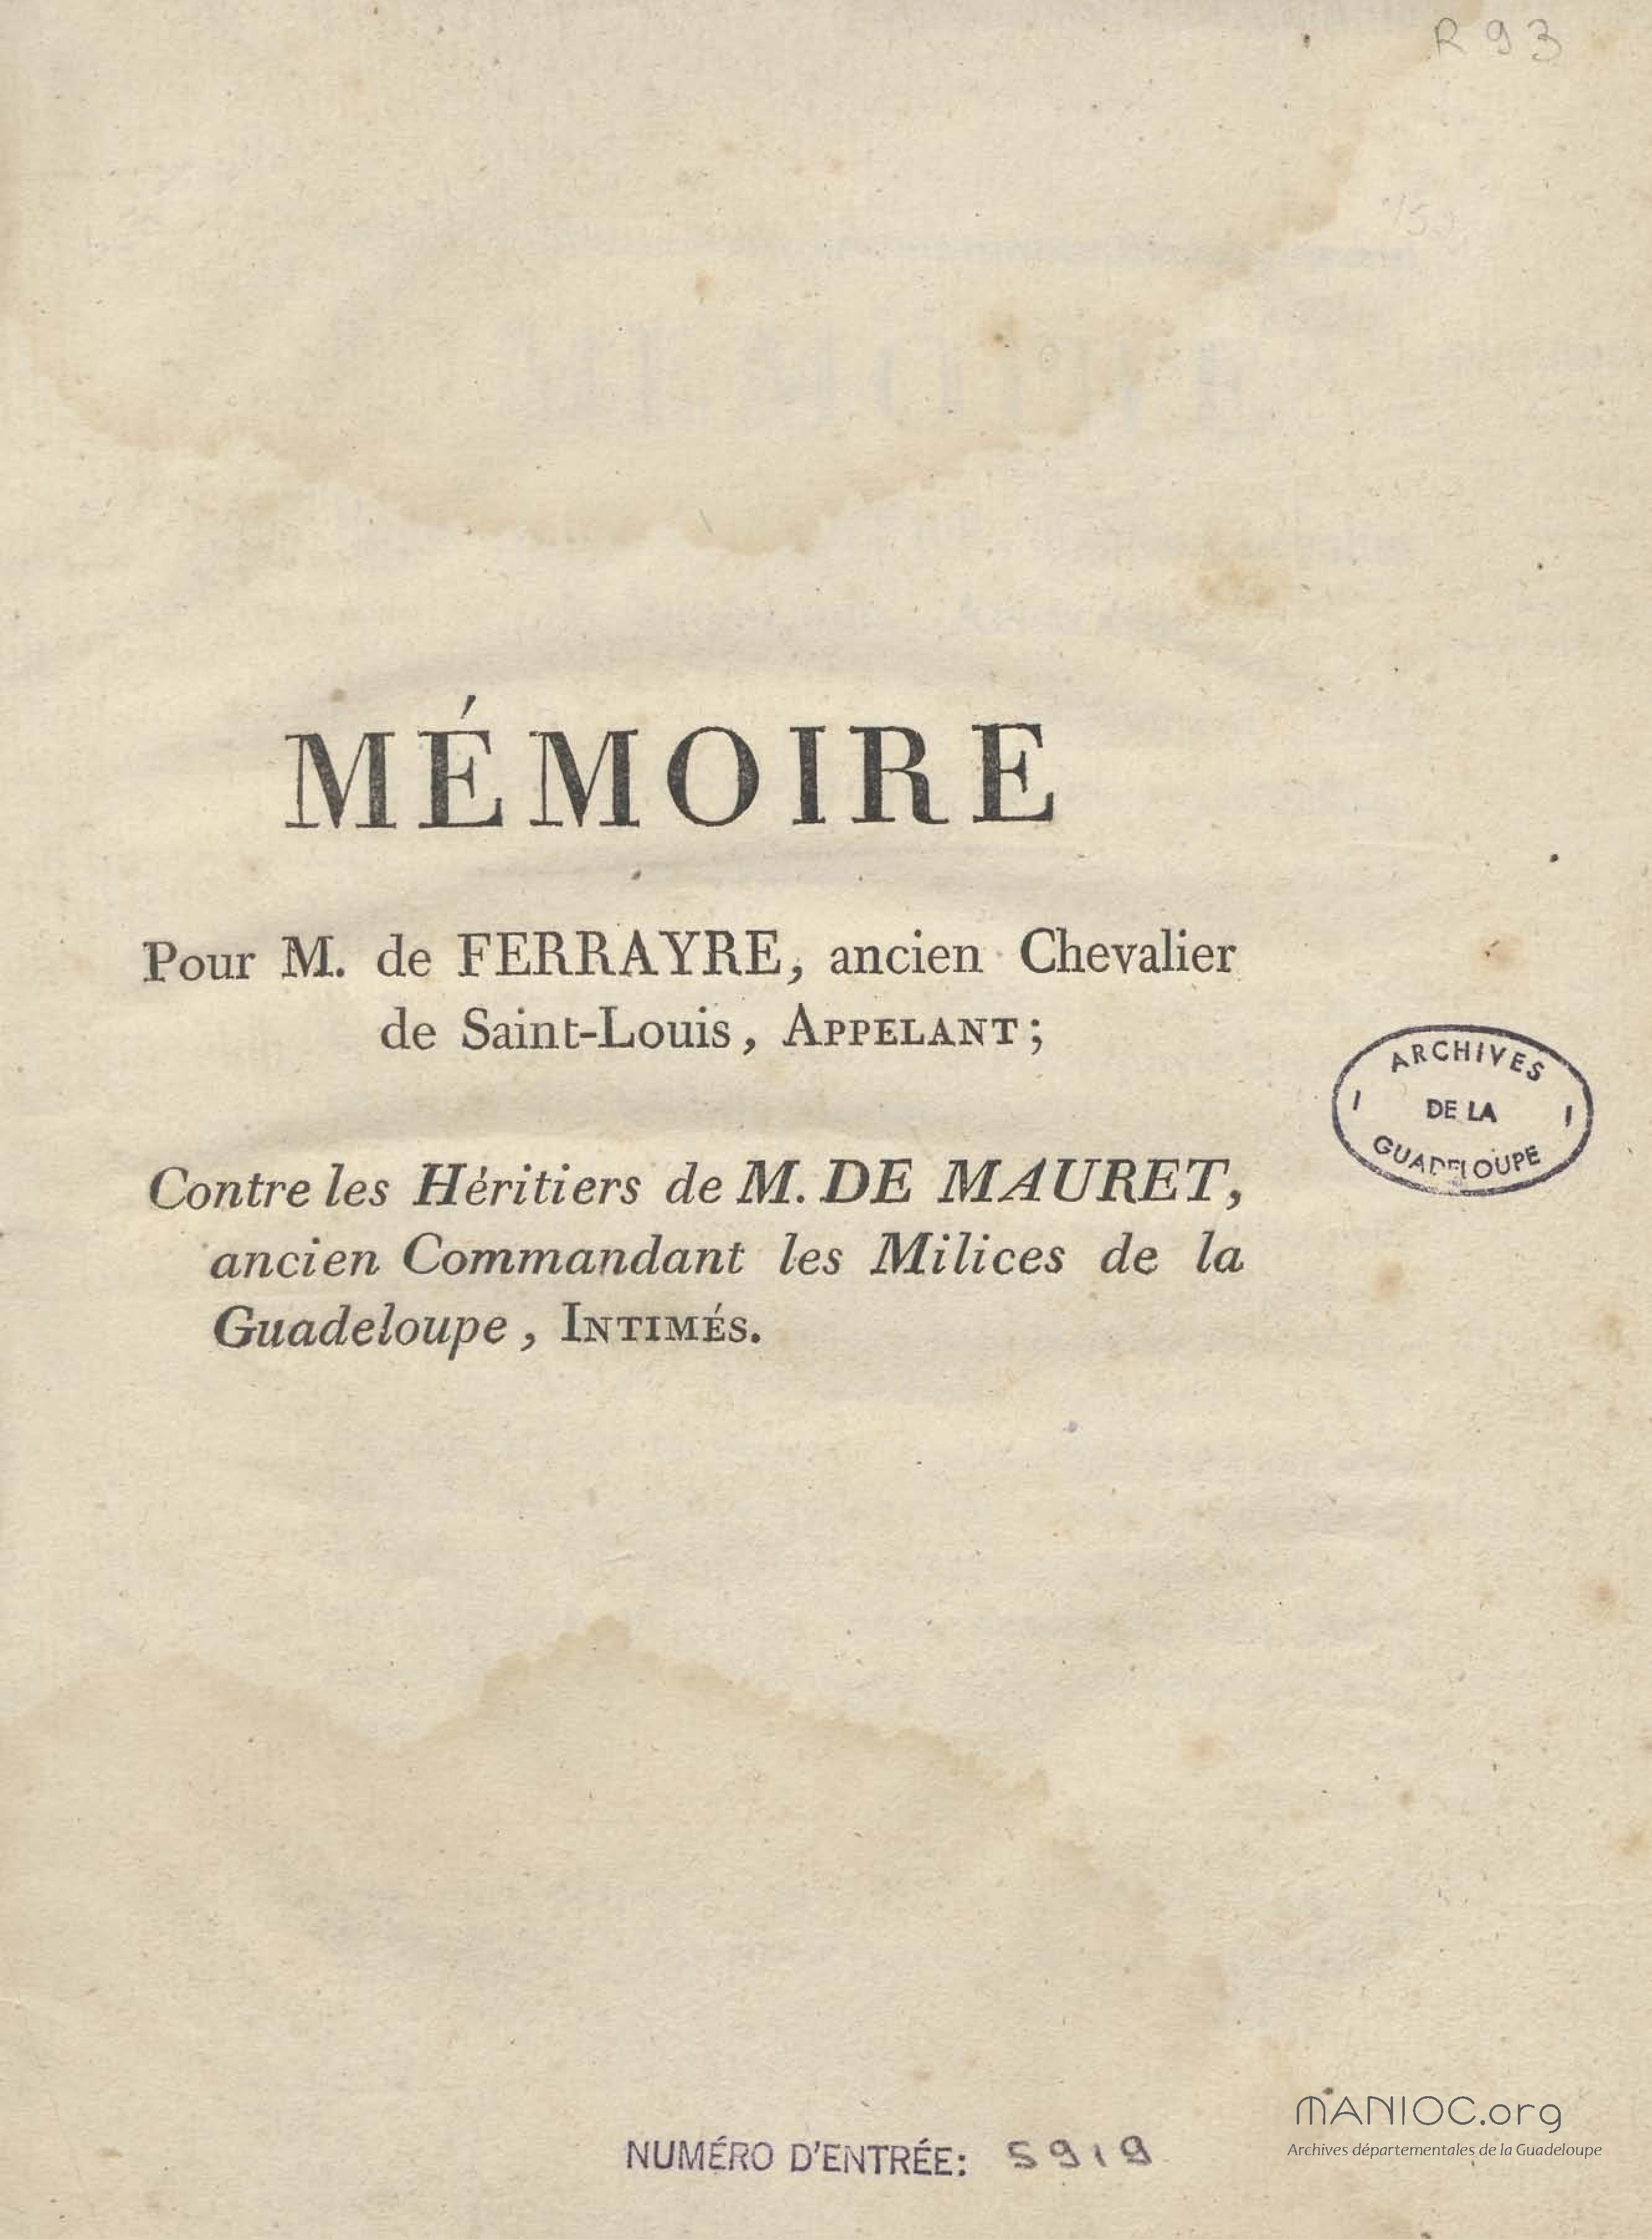 R 93
MÉMOIRE
Pour M. de FERRAYRE, ancien Chevalier
de Saint-Louis, APPELANT;
Contre les Héritiers de M. DE MAURET,
ancien Commandant les Milices de la
Guadeloupe, INTIMÉS.
ARCHIVES
DE LA
GUADELOUPE
NUMÉRO D'ENTRÉE: 5919
MANIOC.org
Archives départementales de la Guadeloupe